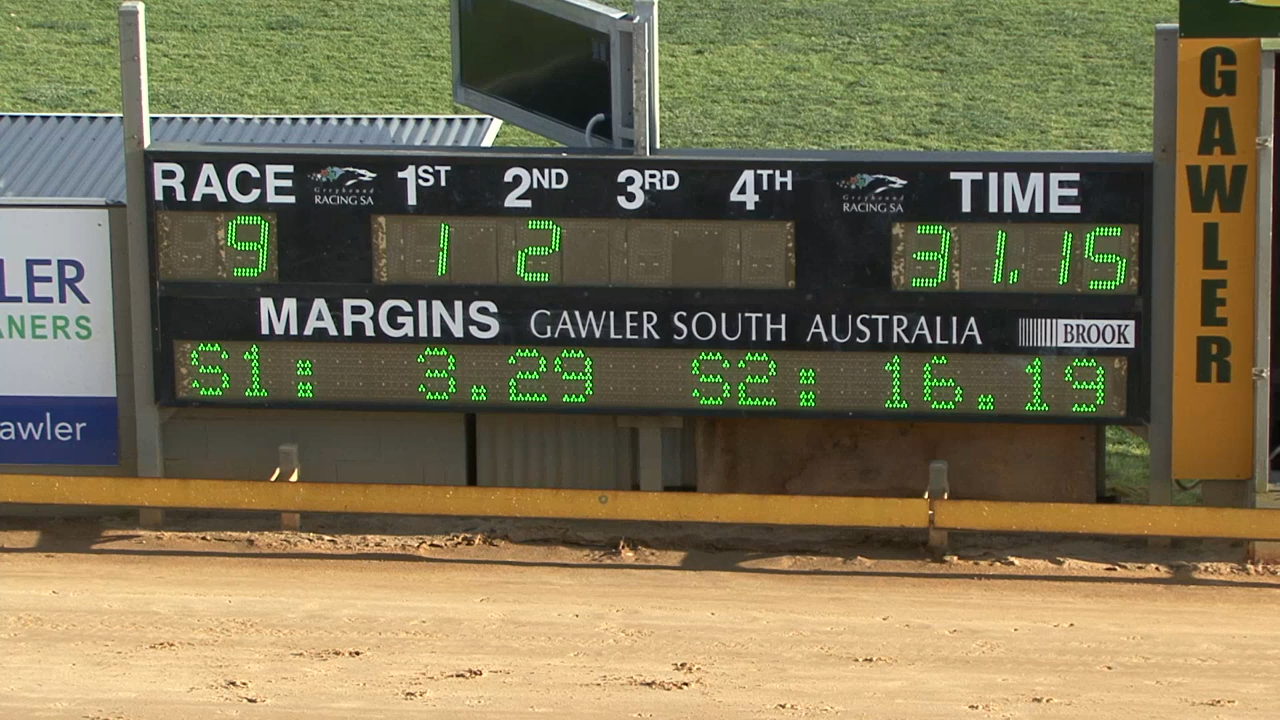 RACE
Greyhound
RACING SA
1ST 2ND 3RD 4TH
Greyhound
RACING SA
TIME
9 1 2 31.15
MARGINS GAWLER SOUTH AUSTRALIA BROOK
S1: 3.29 S2: 16.19
GAWLER
LER
ANERS
awler